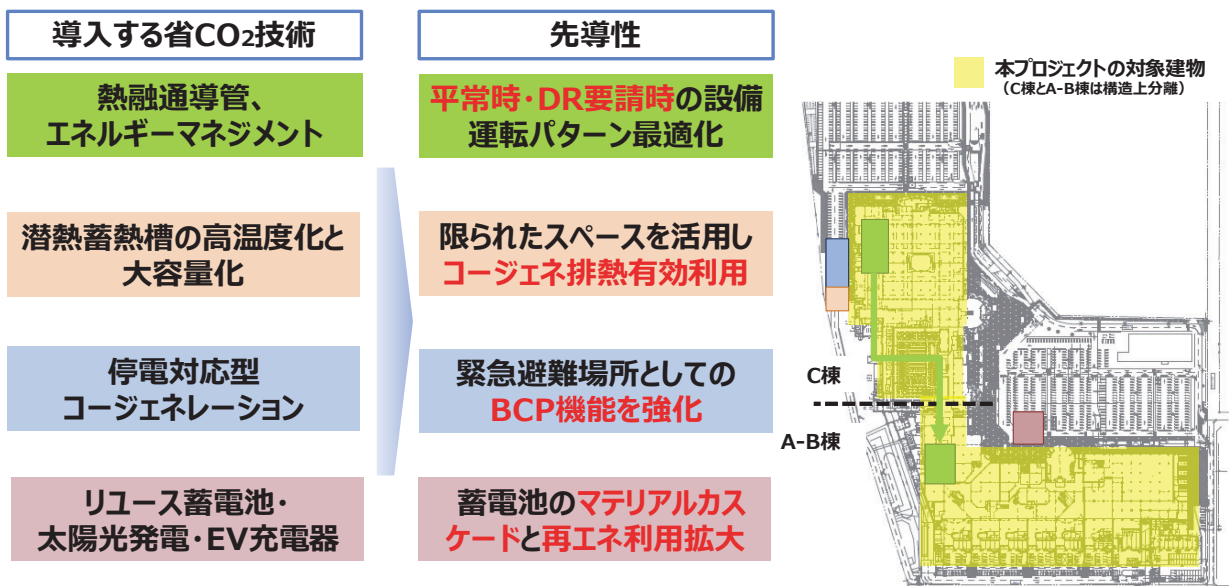 導入する省CO2技術
先導性
熱融通導管、
エネルギーマネジメント
平常時・DR要請時の設備
運転パターン最適化
潜熱蓄熱槽の高温度化と
大容量化
限られたスペースを活用し
コージェネ排熱有効利用
停電対応型
コージェネレーション
緊急避難場所としての
BCP機能を強化
リユース蓄電池・
太陽光発電・EV充電器
蓄電池のマテリアルカス
ケードと再エネ利用拡大
本プロジェクトの対象建物
（C棟とA-B棟は構造上分離）
C棟
A-B棟